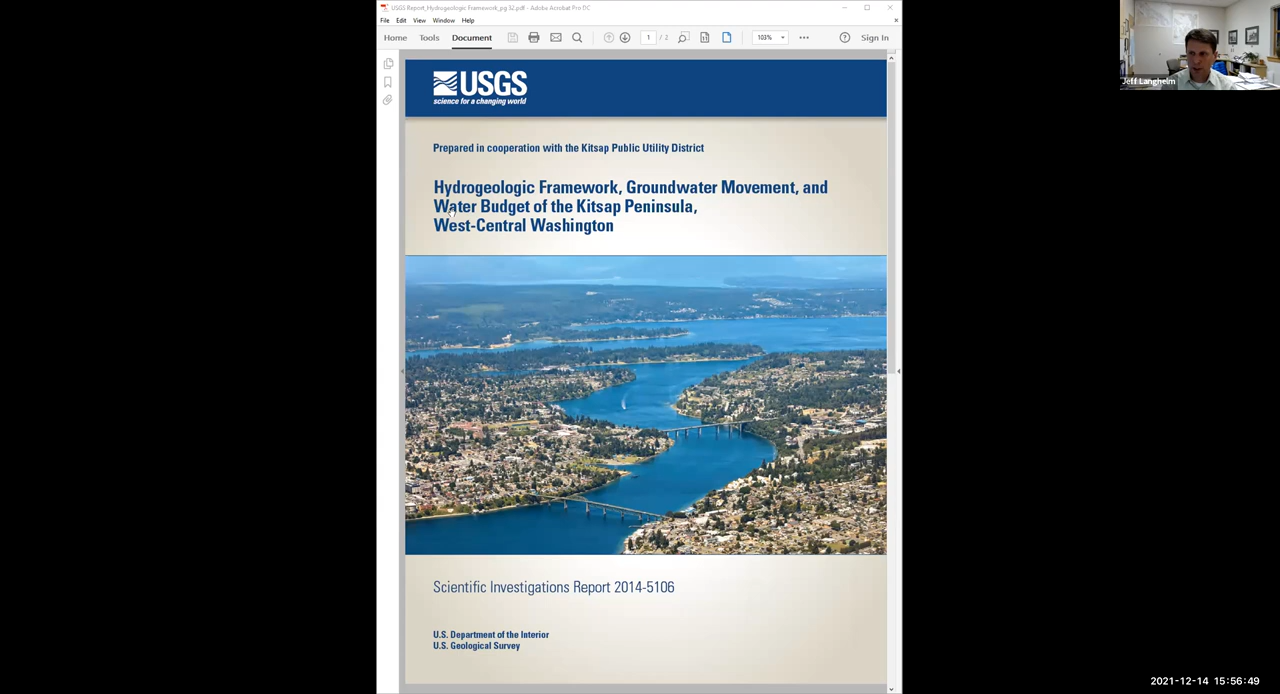 USGS Report_Hydrogeologic Framework_pg 32.pdf - Adobe Acrobat Pro DC
File Edit View Window Help
Home Tools Document 1 / 2 103% Sign In
USGS
science for a changing world
Prepared in cooperation with the Kitsap Public Utility District
Hydrogeologic Framework, Groundwater Movement, and
Water Budget of the Kitsap Peninsula,
West-Central Washington
Scientific Investigations Report 2014-5106
U.S. Department of the Interior
U.S. Geological Survey
Jeff Langhelm
2021-12-14 15:56:49